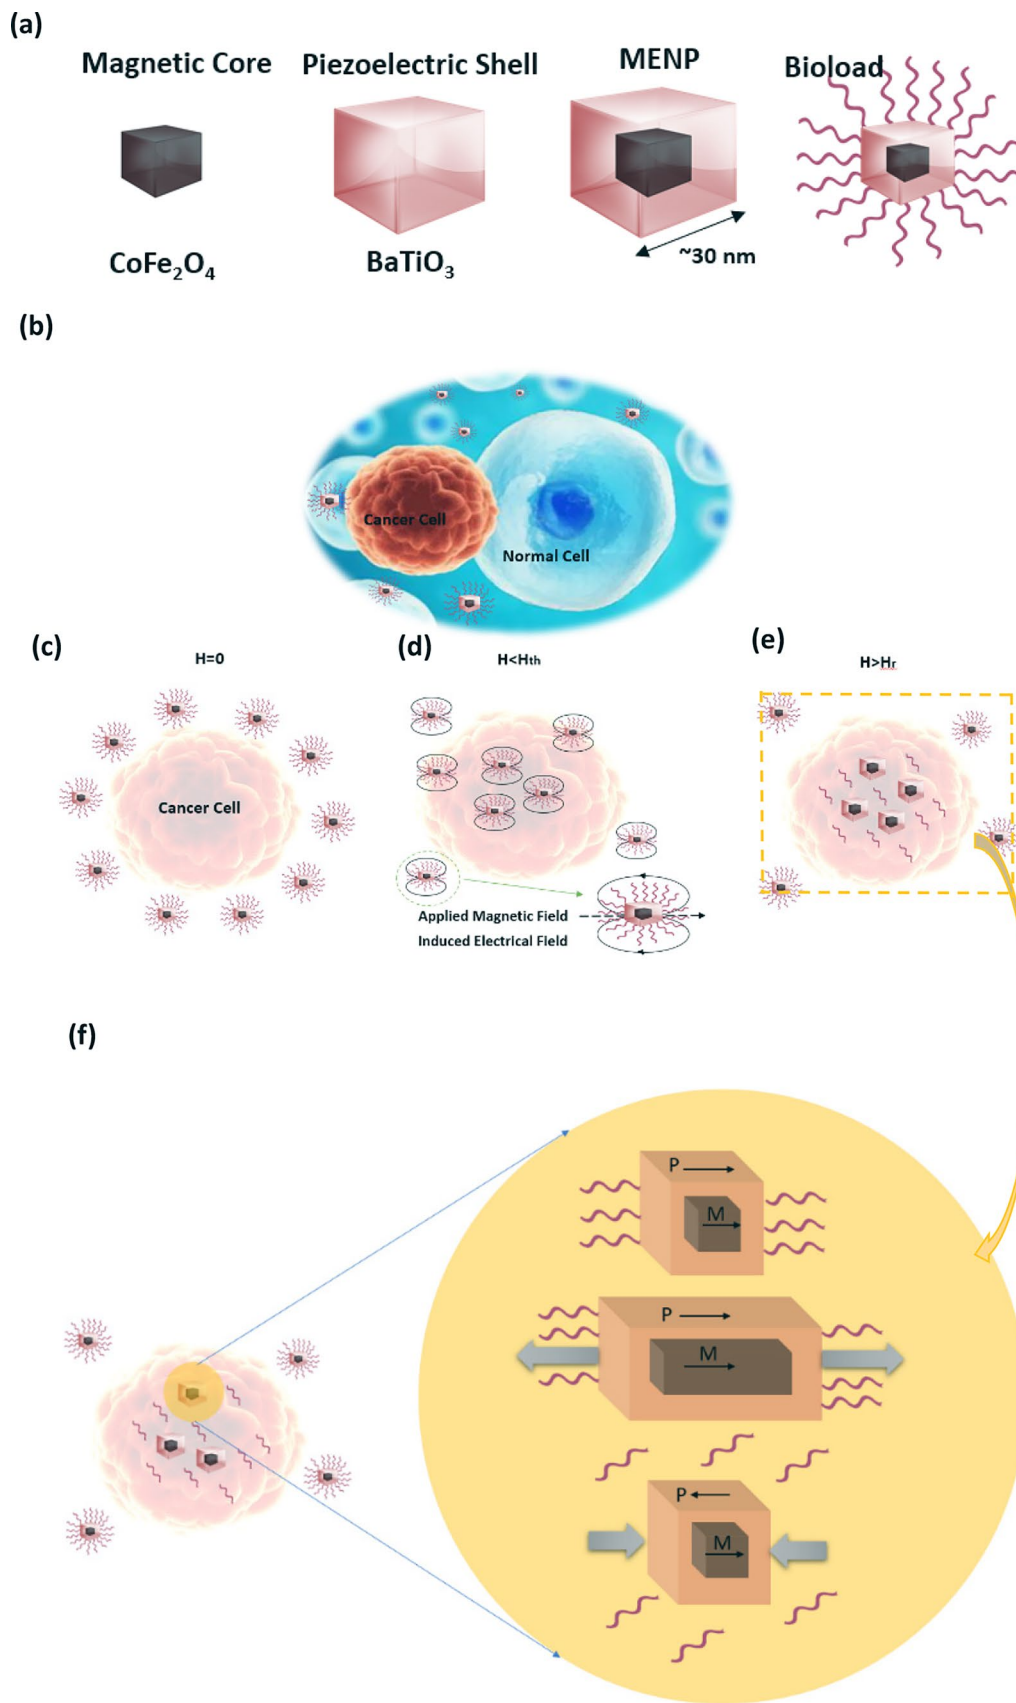 (a)
Magnetic Core
Piezoelectric Shell
MENP
Bioload
~30 nm
CoFe₂O₄
BaTiO₃
(b)
Cancer Cell
Normal Cell
(c)
H=0
Cancer Cell
(d)
H<Hth
Applied Magnetic Field
Induced Electrical Field
(e)
H>Hr
(f)
P
M
P
M
P
M